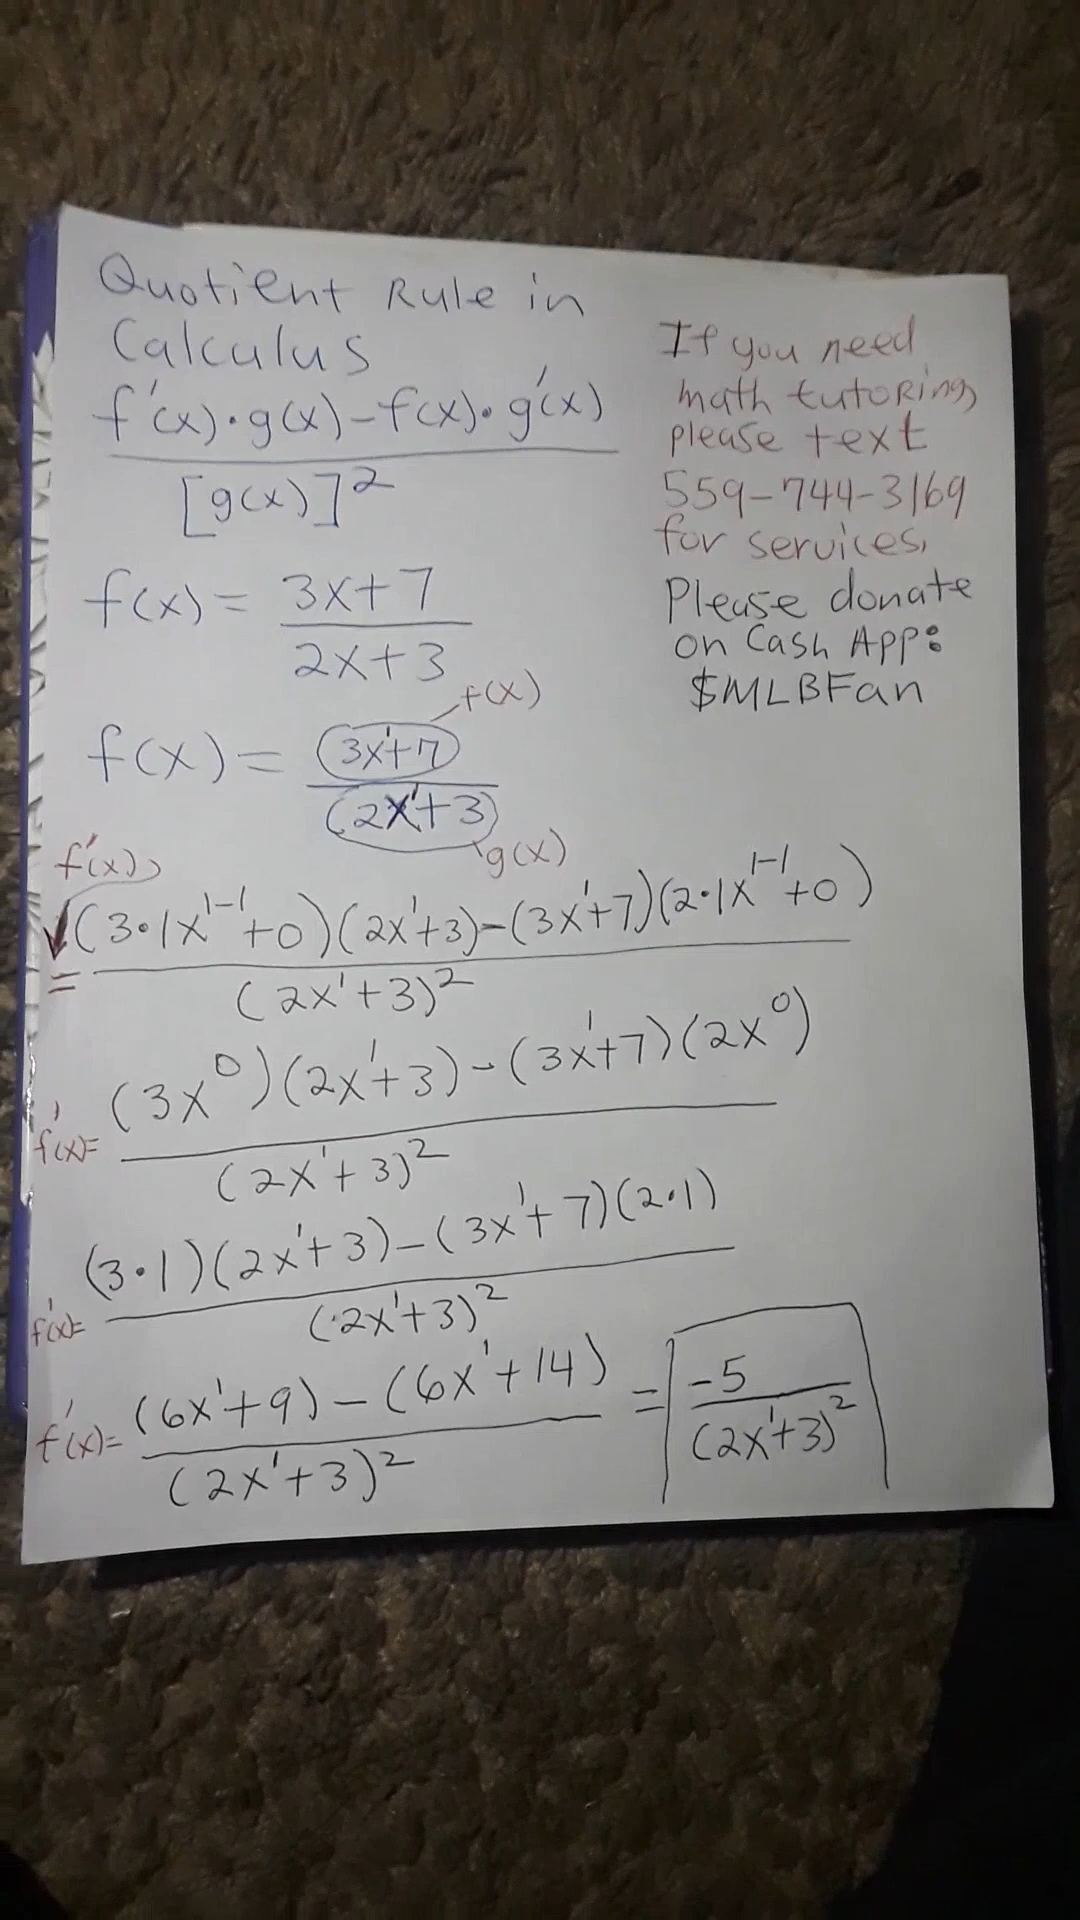 Quotient Rule in
Calculus
f'(x)·g(x)-f(x)·g'(x)
[g(x)]²
f(x)= 3x+7
2x+3
f(x)= (3x¹+7)
f(x)
(2x¹+3)
g(x)
f'(x)
= (3·1x¹⁻¹+0)(2x¹+3)-(3x¹+7)(2·1x¹⁻¹+0)
(2x¹+3)²
f'(x)= (3x⁰)(2x¹+3)-(3x¹+7)(2x⁰)
(2x¹+3)²
f'(x)= (3·1)(2x¹+3)-(3x¹+7)(2·1)
(2x¹+3)²
f'(x)= (6x¹+9)-(6x¹+14) = -5
(2x¹+3)² (2x¹+3)²
If you need
math tutoring,
please text
559-744-3169
for services.
Please donate
on Cash App:
$MLBFan